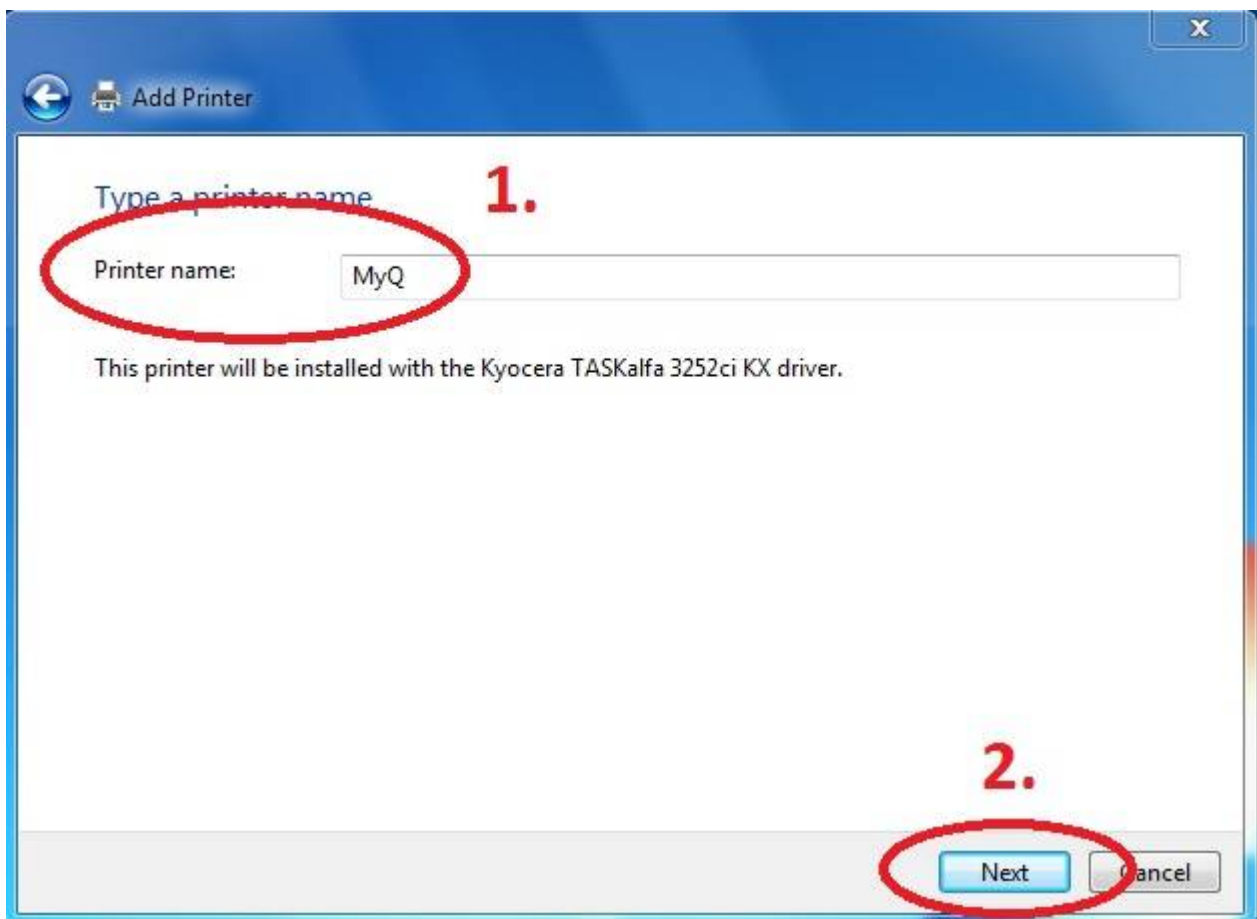 x
Add Printer
Type a printer name
1.
Printer name:
MyQ
This printer will be installed with the Kyocera TASKalfa 3252ci KX driver.
2.
Next
Cancel